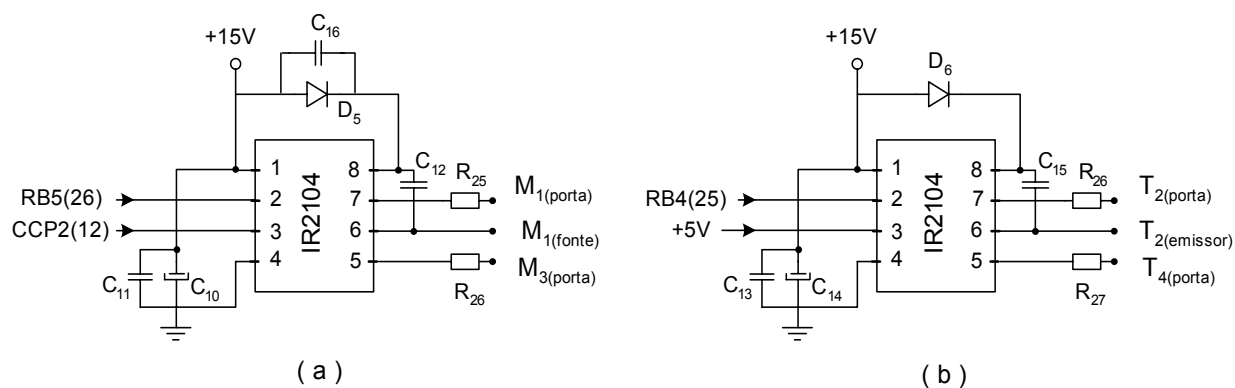 C16
+15V
D5
1
2
3
4
IR2104
8
7
6
5
C12
R25
RB5(26)
CCP2(12)
M1(porta)
M1(fonte)
M3(porta)
C11
C10
R26
( a )
+15V
D6
1
2
3
4
IR2104
8
7
6
5
C15
R26
RB4(25)
+5V
T2(porta)
T2(emissor)
T4(porta)
C13
C14
R27
( b )